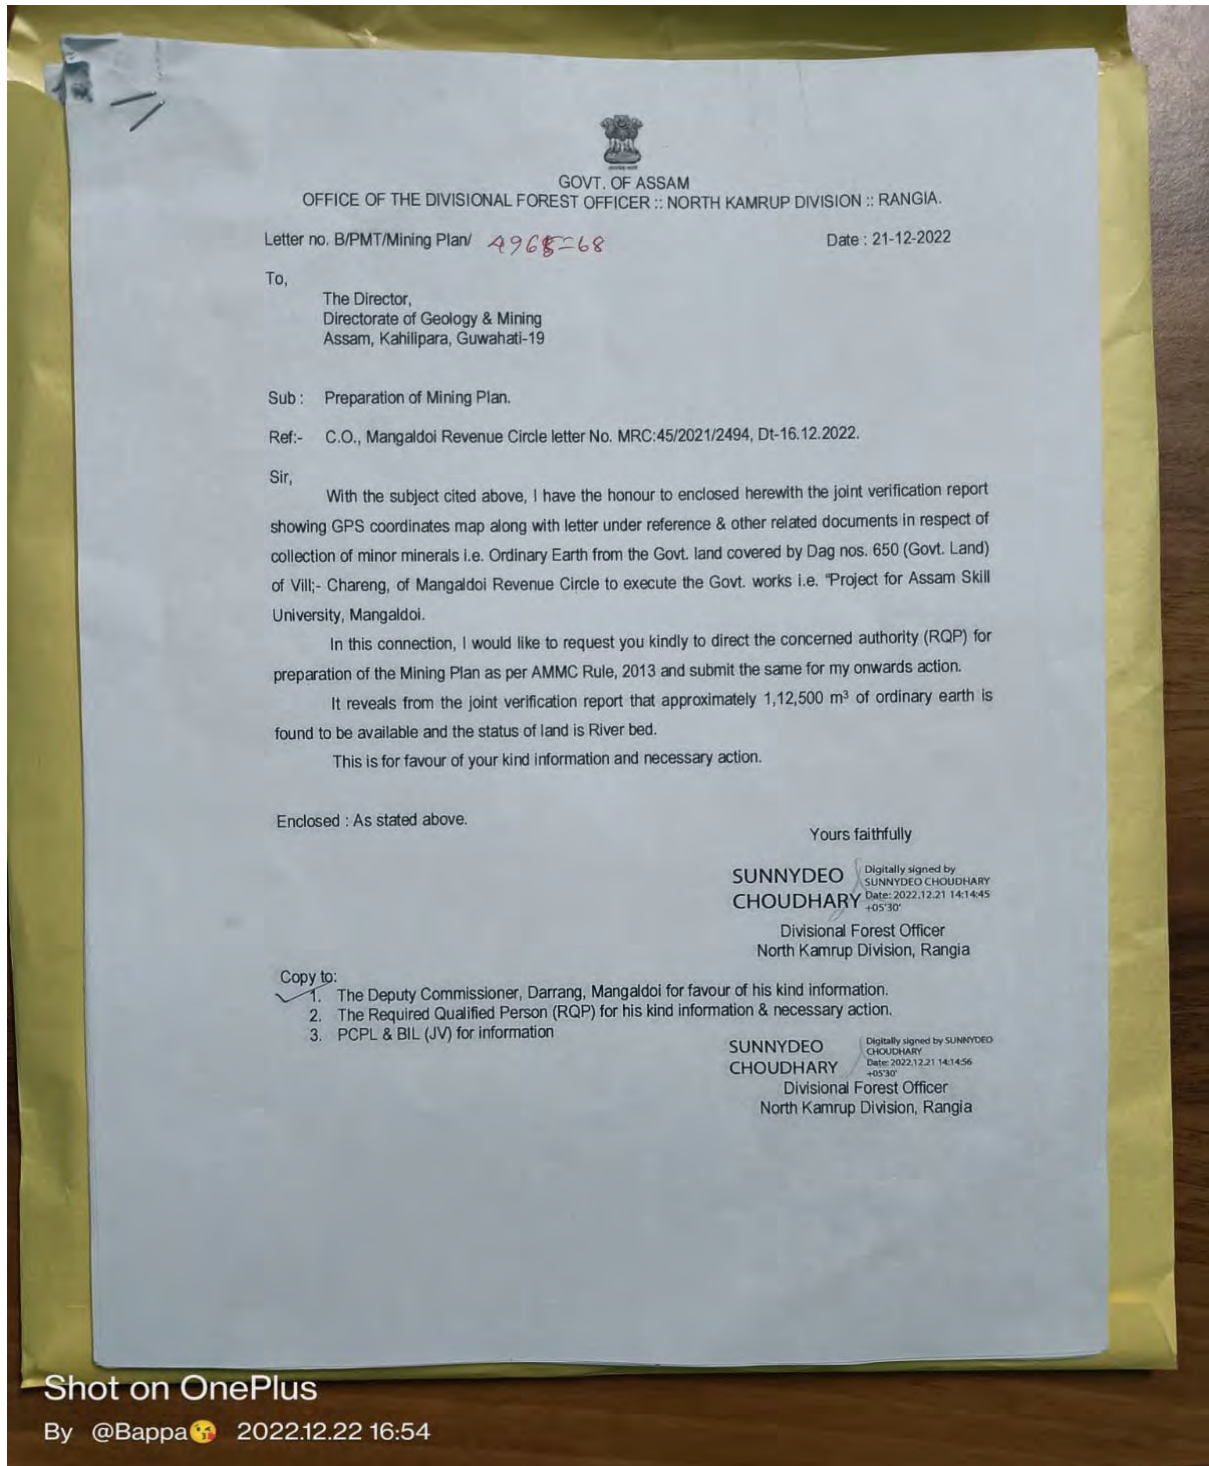 GOVT. OF ASSAM
OFFICE OF THE DIVISIONAL FOREST OFFICER :: NORTH KAMRUP DIVISION :: RANGIA.
Letter no. B/PMT/Mining Plan/
Date : 21-12-2022
To,
The Director,
Directorate of Geology & Mining
Assam, Kahilipara, Guwahati-19
Sub : Preparation of Mining Plan.
Ref:- C.O., Mangaldoi Revenue Circle letter No. MRC:45/2021/2494, Dt-16.12.2022.
Sir,
With the subject cited above, I have the honour to enclosed herewith the joint verification report
showing GPS coordinates map along with letter under reference & other related documents in respect of
collection of minor minerals i.e. Ordinary Earth from the Govt. land covered by Dag nos. 650 (Govt. Land)
of Vill;- Chareng, of Mangaldoi Revenue Circle to execute the Govt. works i.e. "Project for Assam Skill
University, Mangaldoi.
In this connection, I would like to request you kindly to direct the concerned authority (RQP) for
preparation of the Mining Plan as per AMMC Rule, 2013 and submit the same for my onwards action.
It reveals from the joint verification report that approximately 1,12,500 m³ of ordinary earth is
found to be available and the status of land is River bed.
This is for favour of your kind information and necessary action.
Enclosed : As stated above.
Yours faithfully
SUNNYDEO
CHOUDHARY
Digitally signed by
SUNNYDEO CHOUDHARY
Date: 2022.12.21 14:14:45
+05'30'
Divisional Forest Officer
North Kamrup Division, Rangia
Copy to:
1. The Deputy Commissioner, Darrang, Mangaldoi for favour of his kind information.
2. The Required Qualified Person (RQP) for his kind information & necessary action.
3. PCPL & BIL (JV) for information
SUNNYDEO
CHOUDHARY
Digitally signed by SUNNYDEO
CHOUDHARY
Date: 2022.12.21 14:14:56
+05'30'
Divisional Forest Officer
North Kamrup Division, Rangia
Shot on OnePlus
By @Bappa😘 2022.12.22 16:54